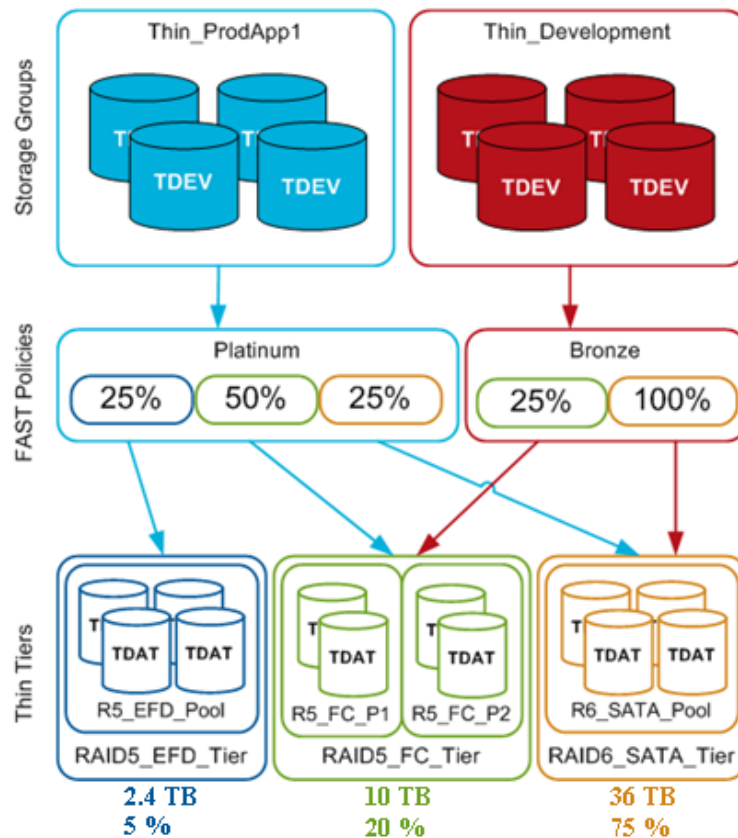 Storage Groups
Thin_ProdApp1
Thin_Development
TDEV
TDEV
TDEV
TDEV
FAST Policies
Platinum
Bronze
25%
50%
25%
25%
100%
Thin Tiers
TDAT
TDAT
TDAT
TDAT
TDAT
TDAT
R5_EFD_Pool
R5_FC_P1
R5_FC_P2
R6_SATA_Pool
RAID5_EFD_Tier
RAID5_FC_Tier
RAID6_SATA_Tier
2.4 TB
10 TB
36 TB
5 %
20 %
75 %